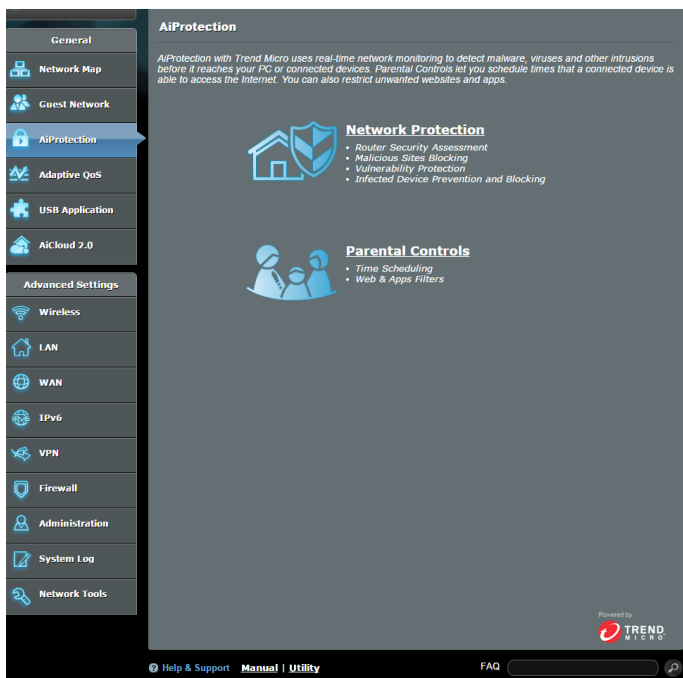 General
Network Map
Guest Network
AiProtection
Adaptive QoS
USB Application
AiCloud 2.0
Advanced Settings
Wireless
LAN
WAN
IPv6
VPN
Firewall
Administration
System Log
Network Tools
AiProtection
AiProtection with Trend Micro uses real-time network monitoring to detect malware, viruses and other intrusions
before it reaches your PC or connected devices. Parental Controls let you schedule times that a connected device is
able to access the Internet. You can also restrict unwanted websites and apps.
Network Protection
• Router Security Assessment
• Malicious Sites Blocking
• Vulnerability Protection
• Infected Device Prevention and Blocking
Parental Controls
• Time Scheduling
• Web & Apps Filters
Powered by
TREND
MICRO
Help & Support Manual | Utility FAQ